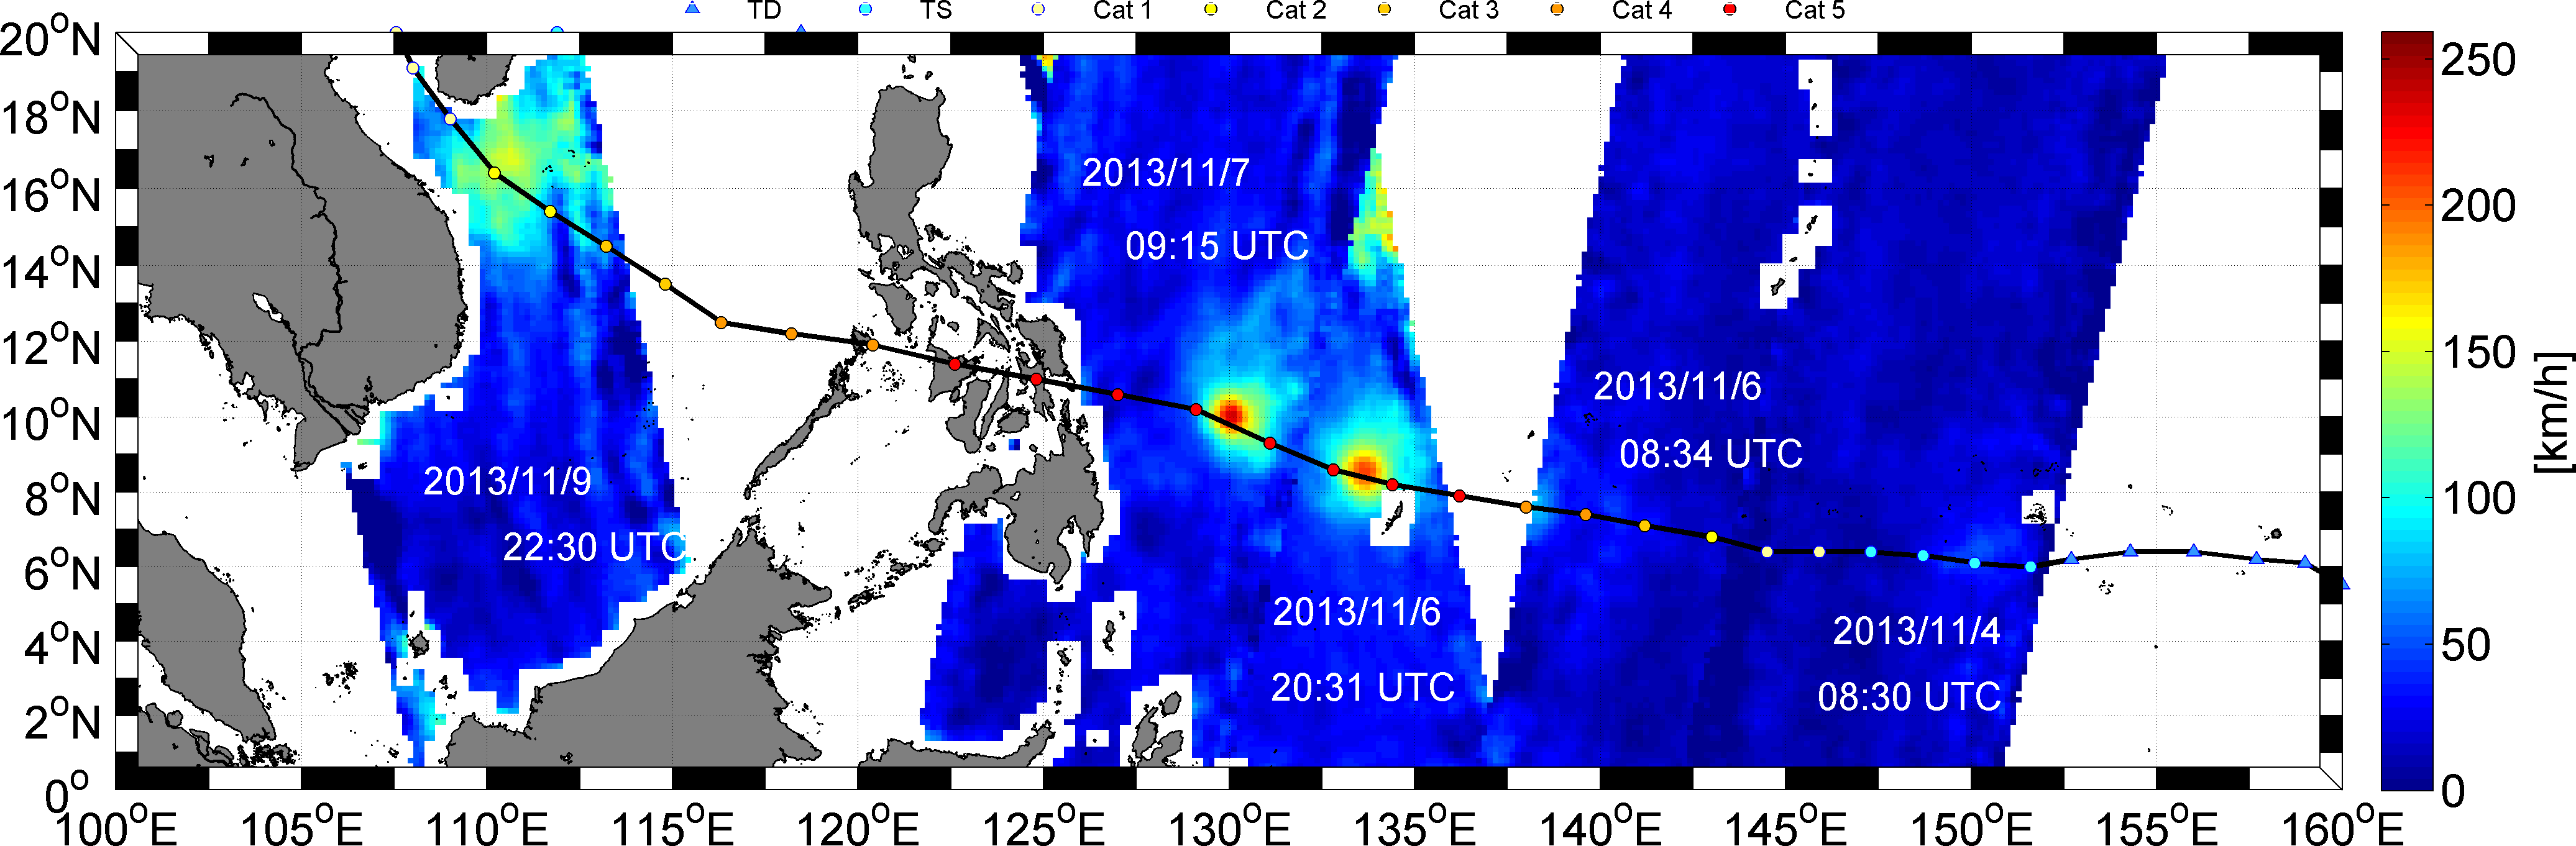 TD TS Cat 1 Cat 2 Cat 3 Cat 4 Cat 5
20°N
18°N
16°N
14°N
12°N
10°N
8°N
6°N
4°N
2°N
0°
100°E 105°E 110°E 115°E 120°E 125°E 130°E 135°E 140°E 145°E 150°E 155°E 160°E
2013/11/7
09:15 UTC
2013/11/6
08:34 UTC
2013/11/9
22:30 UTC
2013/11/6
20:31 UTC
2013/11/4
08:30 UTC
250
200
150
100
50
0
[km/h]